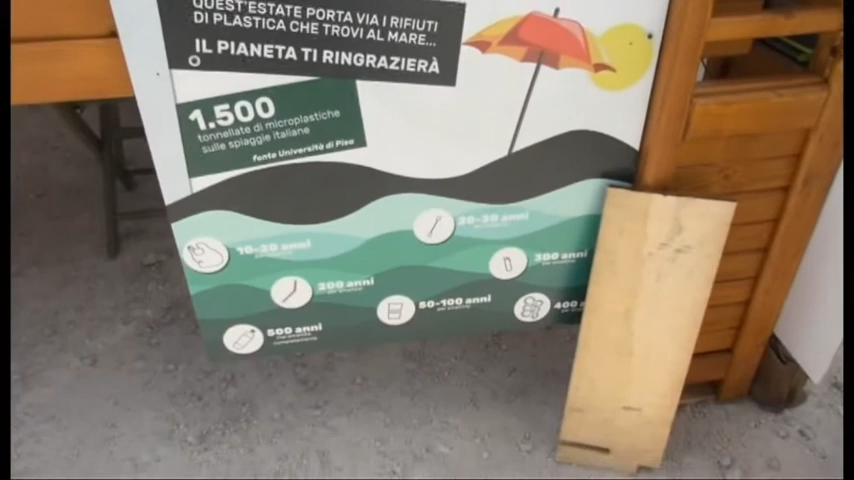 QUEST'ESTATE PORTA VIA I RIFIUTI
DI PLASTICA CHE TROVI AL MARE...
IL PIANETA TI RINGRAZIERÀ
1.500
tonnellate di microplastiche
sulle spiagge italiane
fonte Università di Pisa
20-30 anni
10-20 anni
300 anni
200 anni
50-100 anni
400
500 anni